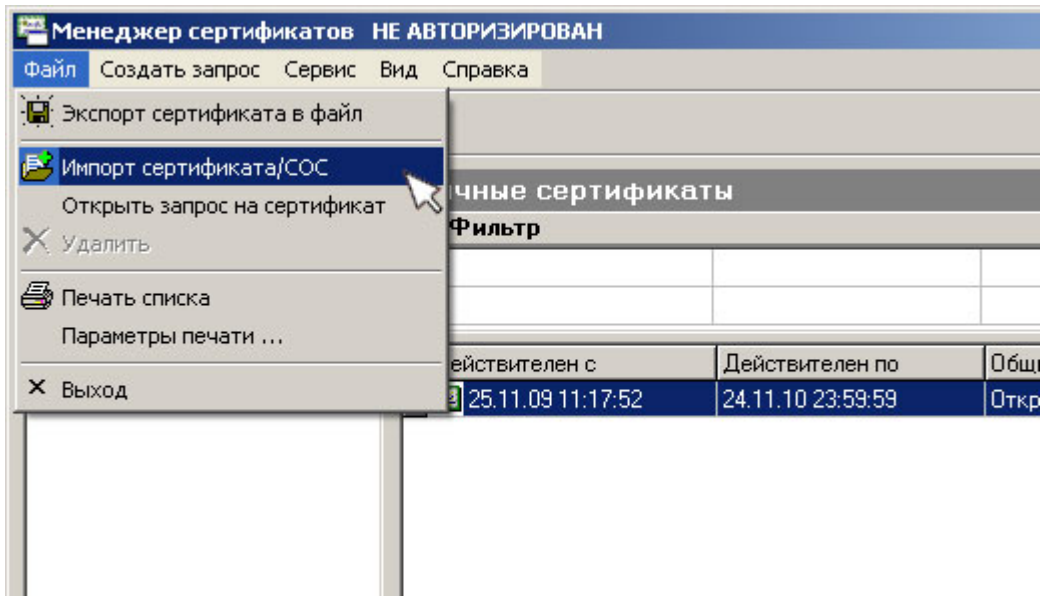 Менеджер сертификатов НЕ АВТОРИЗИРОВАН
Файл Создать запрос Сервис Вид Справка
Экспорт сертификата в файл
Импорт сертификата/СОС
Открыть запрос на сертификат
Удалить
Печать списка
Параметры печати ...
Выход
чные сертификаты
Фильтр
ействителен с Действителен по Общ
25.11.09 11:17:52 24.11.10 23:59:59 Откр